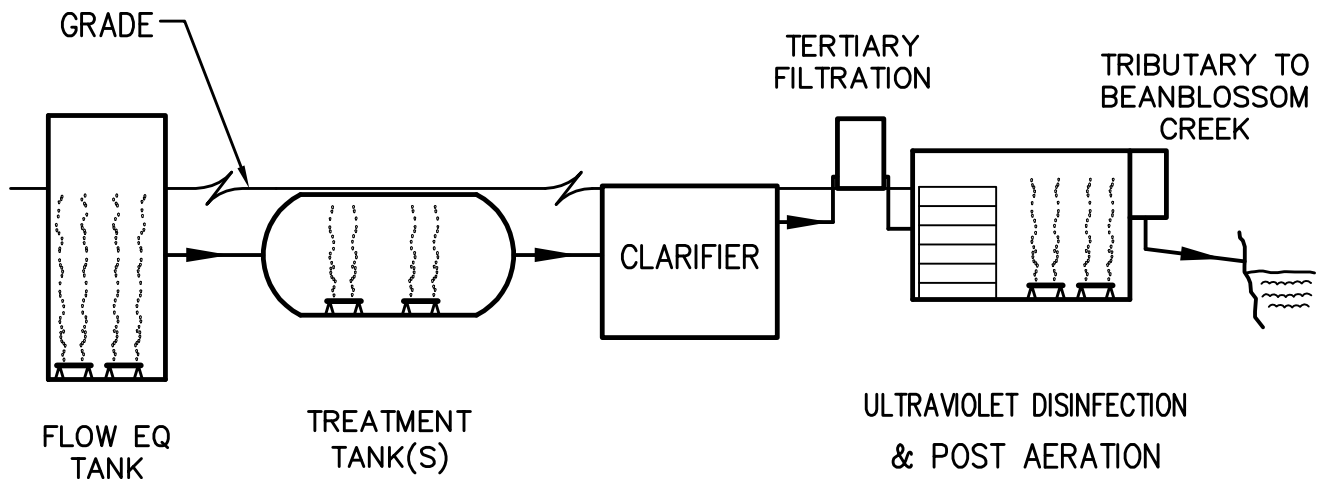 GRADE
TERTIARY
FILTRATION
TRIBUTARY TO
BEANBLOSSOM
CREEK
CLARIFIER
FLOW EQ
TANK
TREATMENT
TANK(S)
ULTRAVIOLET DISINFECTION
& POST AERATION